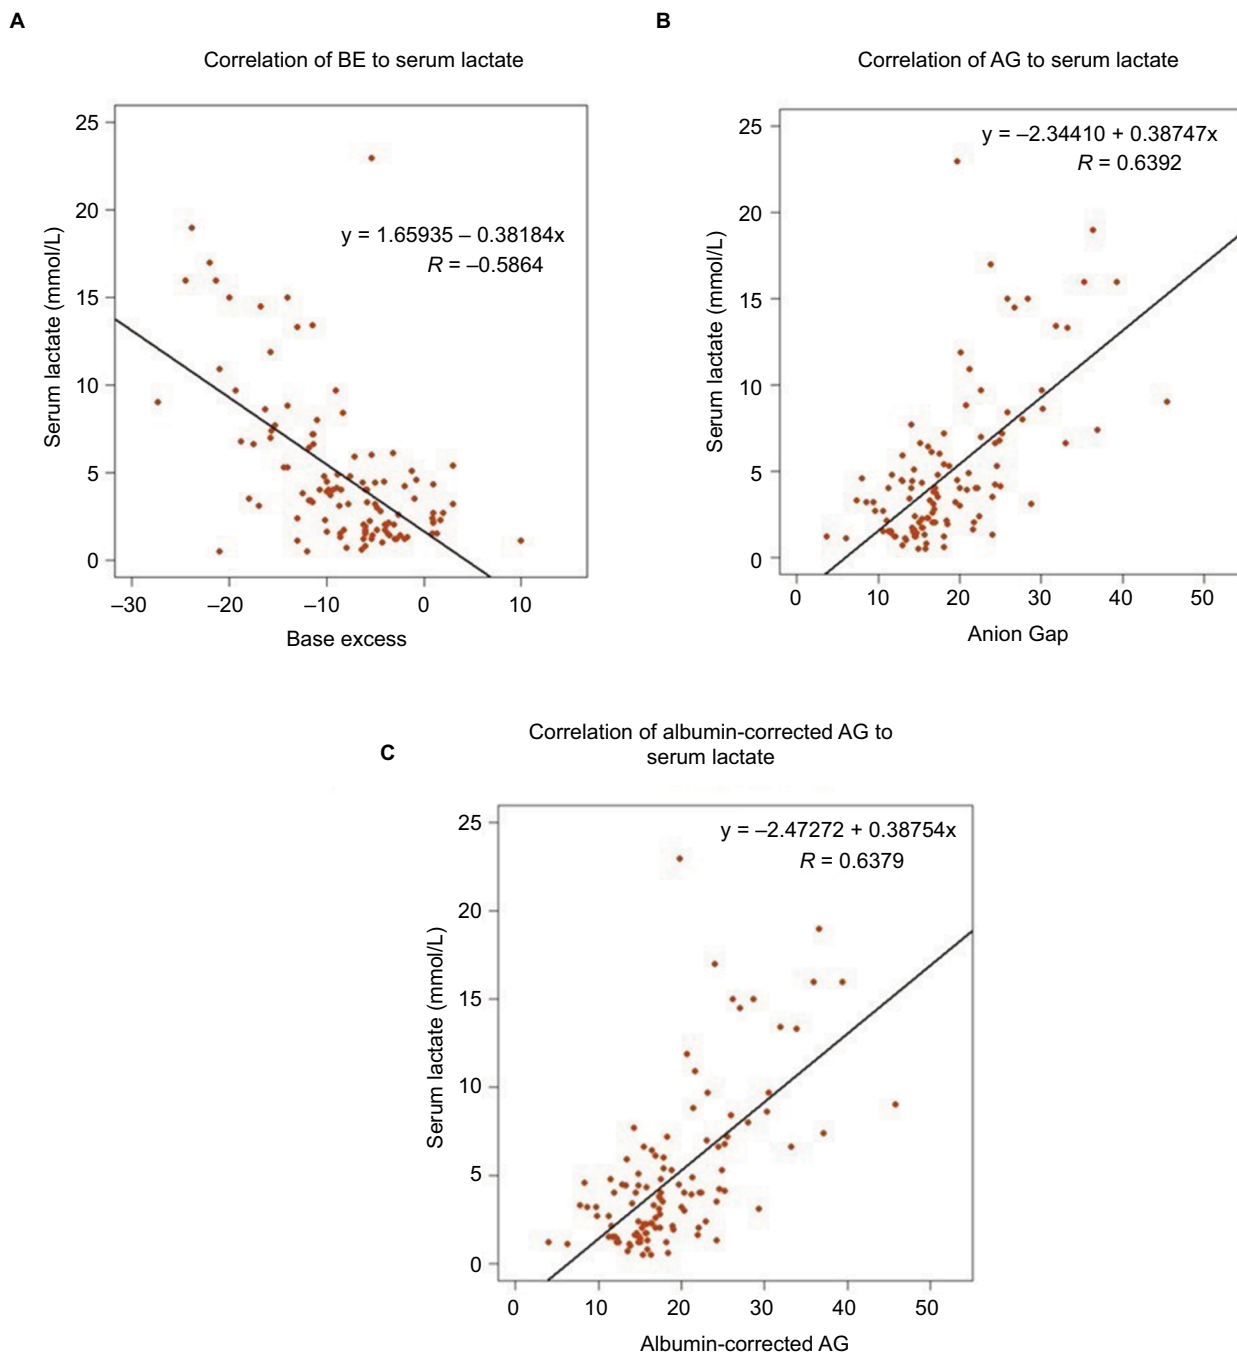 A
Correlation of BE to serum lactate
25
20
15
10
5
0
Serum lactate (mmol/L)
y = 1.65935 – 0.38184x
R = –0.5864
–30 –20 –10 0 10
Base excess
B
Correlation of AG to serum lactate
25
20
15
10
5
0
Serum lactate (mmol/L)
y = –2.34410 + 0.38747x
R = 0.6392
0 10 20 30 40 50
Anion Gap
C
Correlation of albumin-corrected AG to
serum lactate
25
20
15
10
5
0
Serum lactate (mmol/L)
y = –2.47272 + 0.38754x
R = 0.6379
0 10 20 30 40 50
Albumin-corrected AG